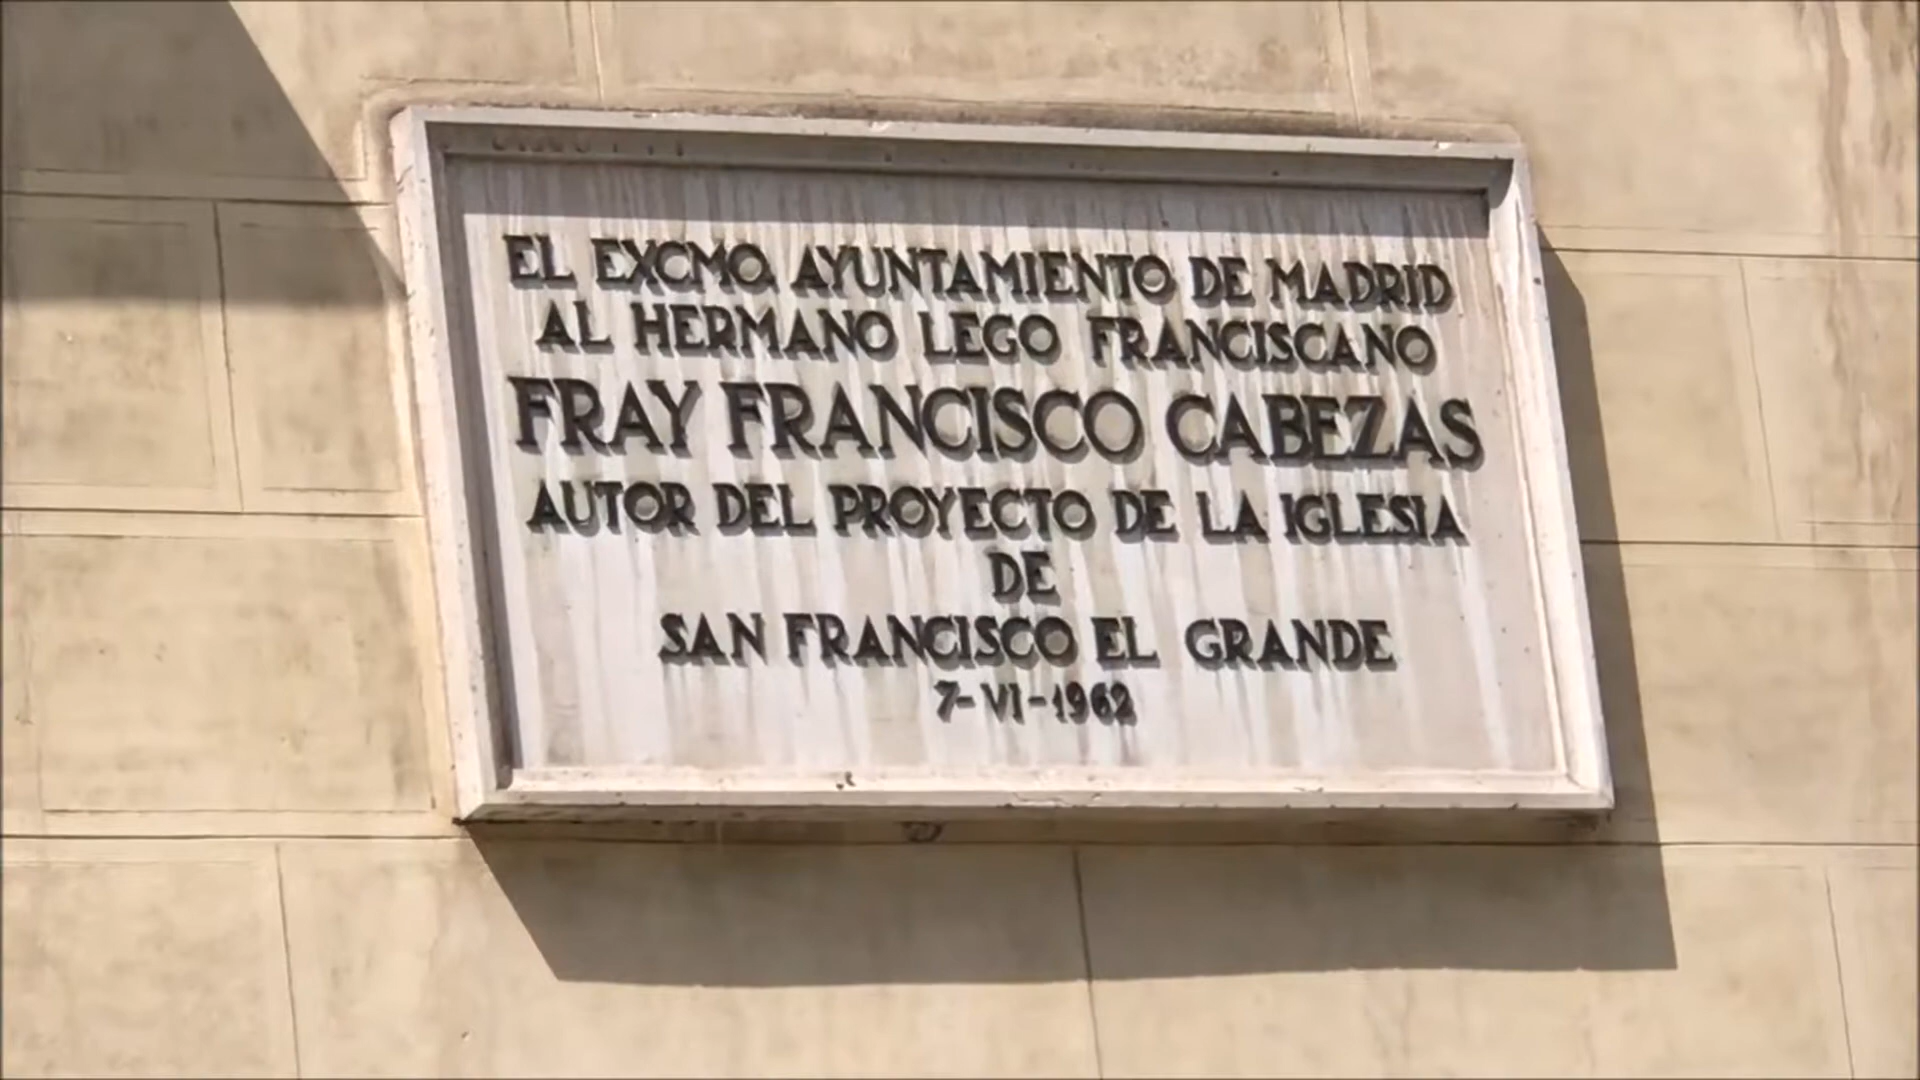 EL EXCMO. AYUNTAMIENTO DE MADRID
AL HERMANO LEGO FRANCISCANO
FRAY FRANCISCO CABEZAS
AUTOR DEL PROYECTO DE LA IGLESIA
DE
SAN FRANCISCO EL GRANDE
7-VI-1962